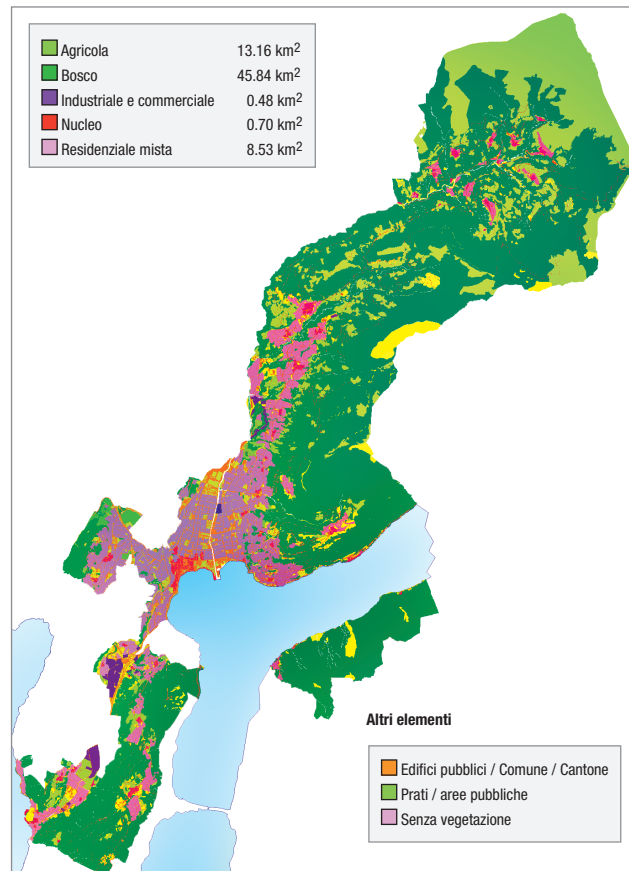 Agricola 13.16 km²
Bosco 45.84 km²
Industriale e commerciale 0.48 km²
Nucleo 0.70 km²
Residenziale mista 8.53 km²
Altri elementi
Edifici pubblici / Comune / Cantone
Prati / aree pubbliche
Senza vegetazione